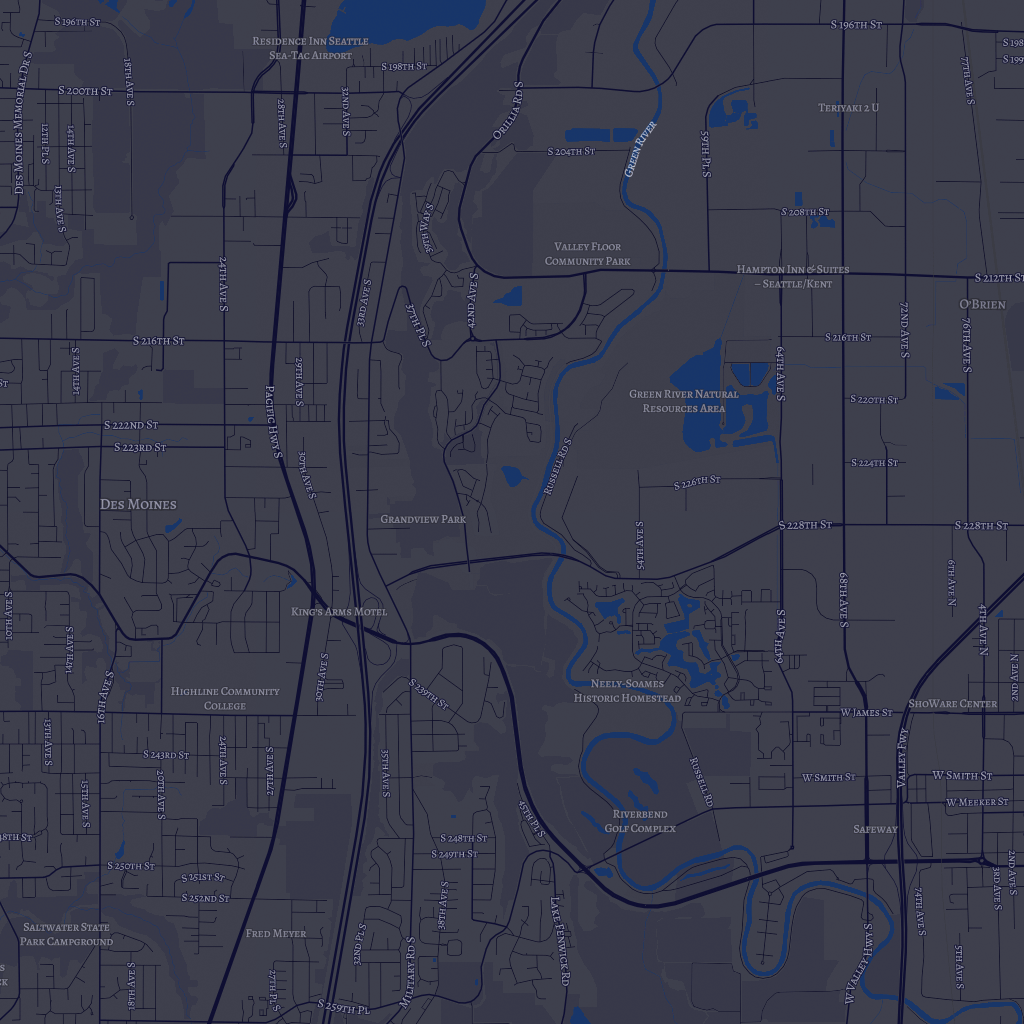 S 196th St
S 196th St
Residence Inn Seattle
Sea-Tac Airport
S 198th St
S 200th St
18th Ave S
Des Moines Memorial Dr S
12th Pl S
14th Ave S
13th Ave S
28th Ave S
32nd Ave S
Orillia Rd S
S 204th St
Green River
59th Pl S
Teriyaki 2 U
77th Ave S
S 208th St
36th Way S
Valley Floor
Community Park
Hampton Inn & Suites
– Seattle/Kent
S 212th St
24th Ave S
33rd Ave S
37th Pl S
42nd Ave S
O'Brien
72nd Ave S
76th Ave S
S 216th St
S 216th St
14th Ave S
29th Ave S
Pacific Hwy S
64th Ave S
Green River Natural
Resources Area
S 220th St
S 222nd St
S 223rd St
30th Ave S
Russell Rd S
S 224th St
S 226th St
Des Moines
Grandview Park
54th Ave S
S 228th St
S 228th St
10th Ave S
14th Ave S
King's Arms Motel
68th Ave S
6th Ave N
4th Ave N
64th Ave S
16th Ave S
30th Ave S
Highline Community
College
S 239th St
Neely-Soames
Historic Homestead
2nd Ave N
ShoWare Center
W James St
13th Ave S
S 243rd St
24th Ave S
27th Ave S
35th Ave S
20th Ave S
15th Ave S
Russell Rd
Valley Fwy
W Smith St
W Smith St
W Meeker St
45th Pl S
Riverbend
Golf Complex
Safeway
S 248th St
S 249th St
S 250th St
S 251st St
S 252nd St
38th Ave S
Lake Fenwick Rd
2nd Ave S
3rd Ave S
74th Ave S
Saltwater State
Park Campground
Fred Meyer
32nd Pl S
Military Rd S
W Valley Hwy S
5th Ave S
18th Ave S
27th Pl S
S 259th Pl